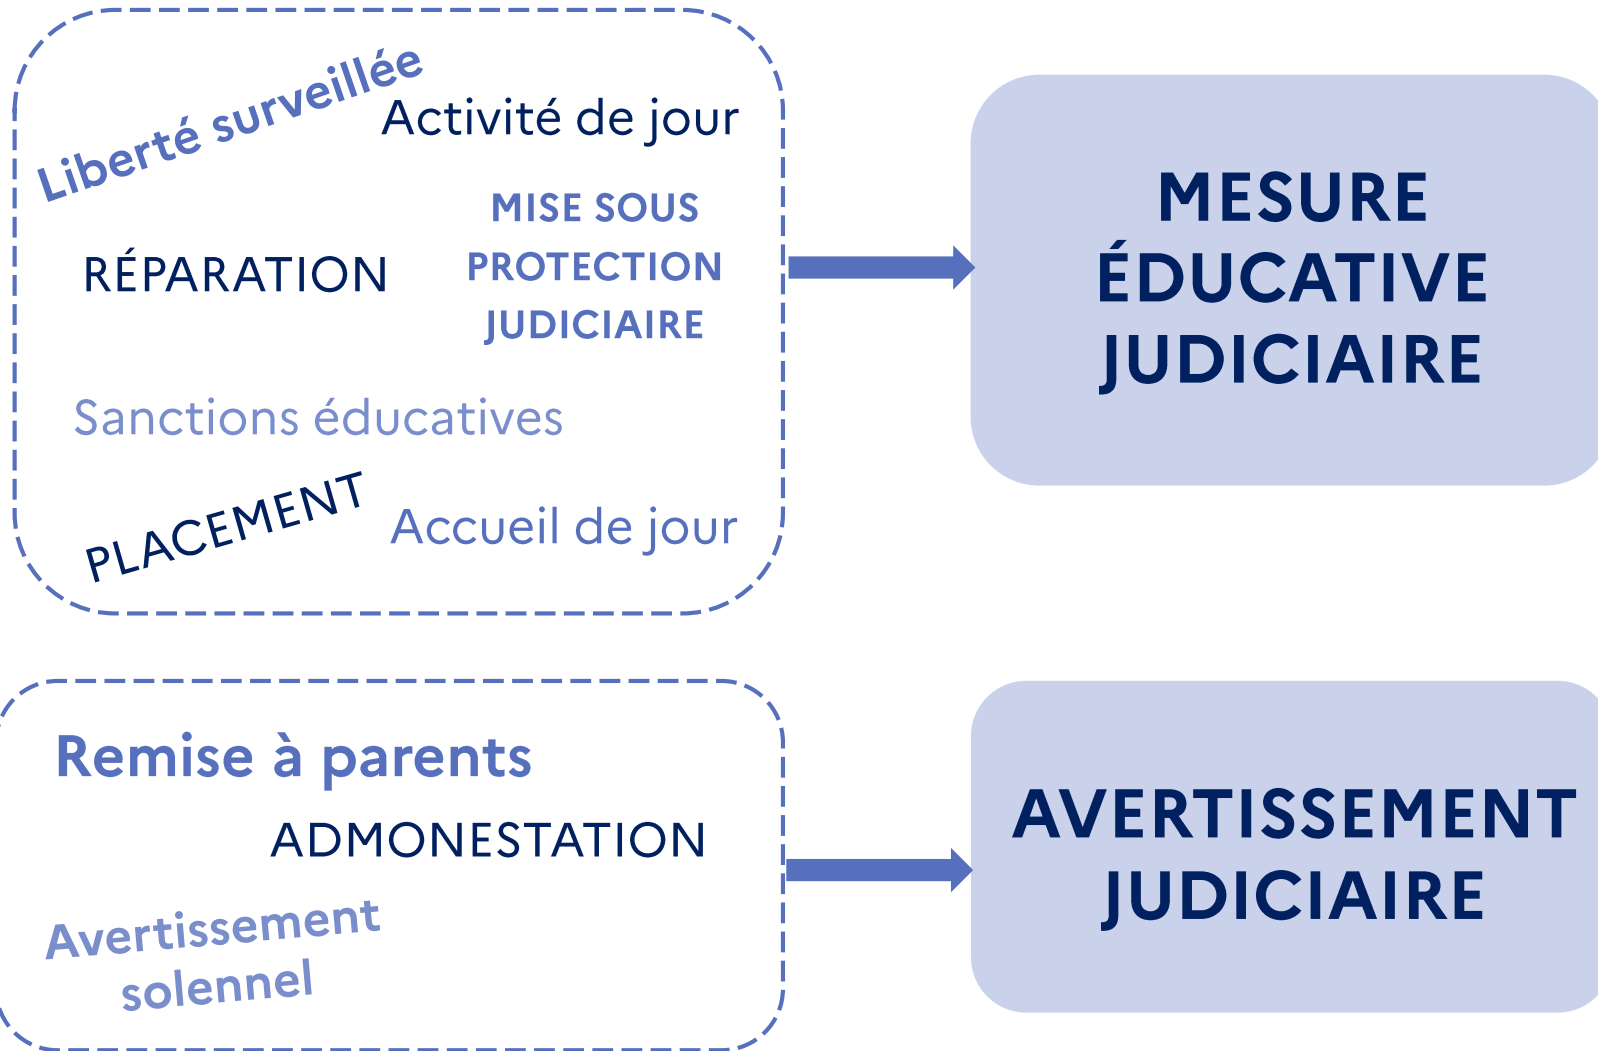 Liberté surveillée
Activité de jour
MISE SOUS
PROTECTION
JUDICIAIRE
RÉPARATION
Sanctions éducatives
PLACEMENT
Accueil de jour
MESURE
ÉDUCATIVE
JUDICIAIRE
Remise à parents
ADMONESTATION
Avertissement
solennel
AVERTISSEMENT
JUDICIAIRE